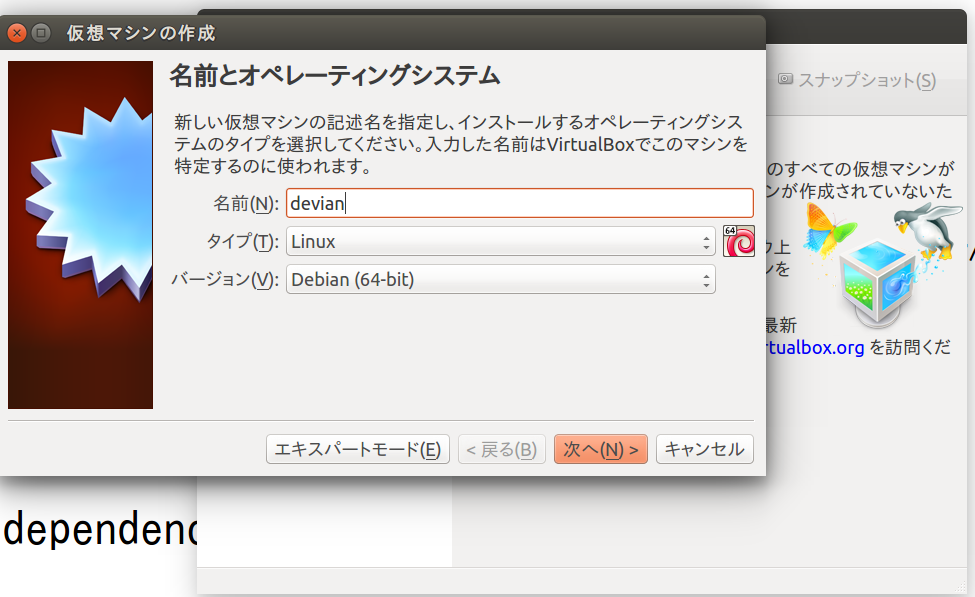 仮想マシンの作成
名前とオペレーティングシステム
新しい仮想マシンの記述名を指定し、インストールするオペレーティングシス
テムのタイプを選択してください。入力した名前はVirtualBoxでこのマシンを
特定するのに使われます。
名前(N): devian
タイプ(T): Linux
64
バージョン(V): Debian (64-bit)
エキスパートモード(E) < 戻る(B) 次へ(N) > キャンセル
スナップショット(S)
のすべての仮想マシンが
ンが作成されていないた
上
ンを
最新
rtualbox.org を訪問くだ
dependenc